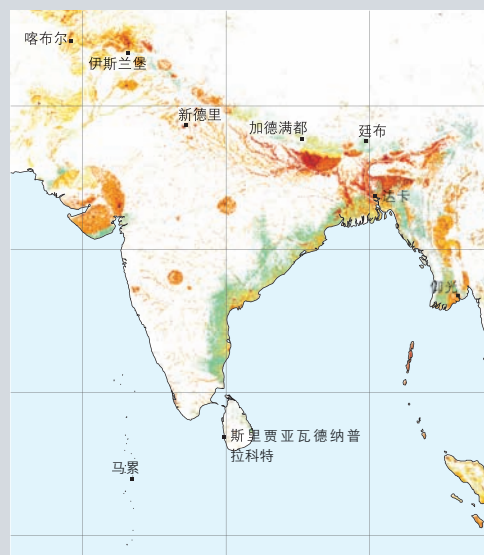 喀布尔
伊斯兰堡
新德里
加德满都
廷布
达卡
仰光
斯里贾亚瓦德纳普
拉科特
马累